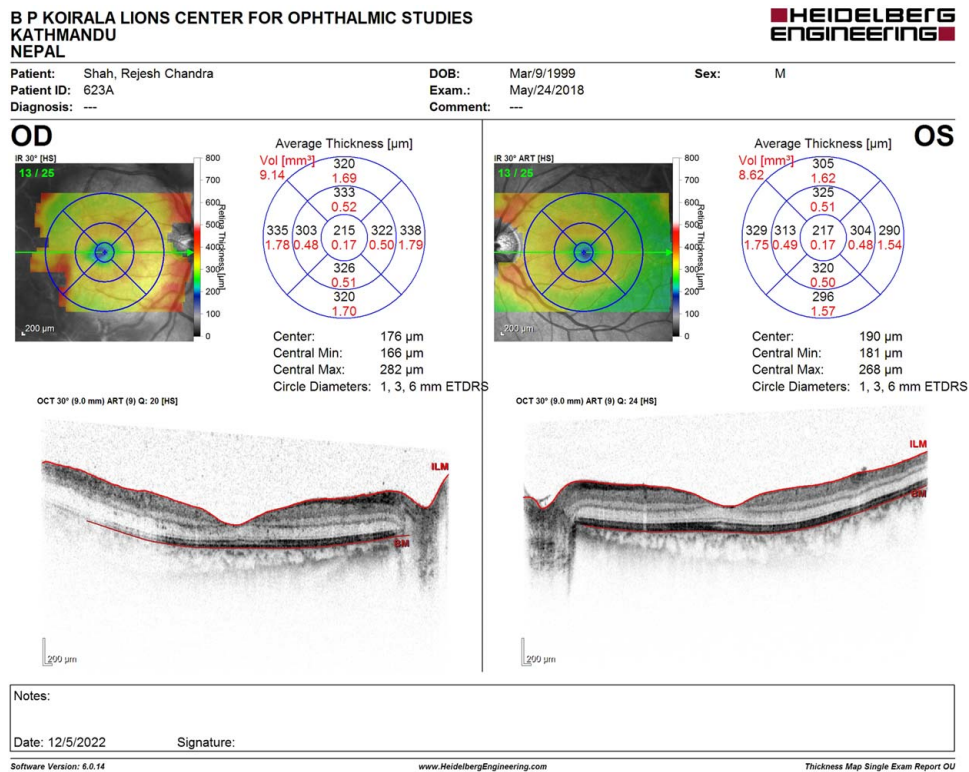 B P KOIRALA LIONS CENTER FOR OPHTHALMIC STUDIES
KATHMANDU
NEPAL
HEIDELBERG
ENGINEERING
Patient: Shah, Rejesh Chandra DOB: Mar/9/1999 Sex: M
Patient ID: 623A Exam.: May/24/2018
Diagnosis: --- Comment: ---
OD
IR 30° [HS]
13 / 25
200 µm
800
700
600
500
400
300
200
100
0
Retina Thickness [µm]
Average Thickness [µm]
Vol [mm³]
9.14
320
1.69
333
0.52
335 303 215 322 338
1.78 0.48 0.17 0.50 1.79
326
0.51
320
1.70
Center: 176 µm
Central Min: 166 µm
Central Max: 282 µm
Circle Diameters: 1, 3, 6 mm ETDRS
OCT 30° (9.0 mm) ART (9) Q: 20 [HS]
ILM
BM
200 µm
OS
IR 30° ART [HS]
13 / 25
200 µm
800
700
600
500
400
300
200
100
0
Retina Thickness [µm]
Average Thickness [µm]
Vol [mm³]
8.62
305
1.62
325
0.51
329 313 217 304 290
1.75 0.49 0.17 0.48 1.54
320
0.50
296
1.57
Center: 190 µm
Central Min: 181 µm
Central Max: 268 µm
Circle Diameters: 1, 3, 6 mm ETDRS
OCT 30° (9.0 mm) ART (9) Q: 24 [HS]
ILM
BM
200 µm
Notes:
Date: 12/5/2022 Signature:
Software Version: 6.0.14 www.HeidelbergEngineering.com Thickness Map Single Exam Report OU